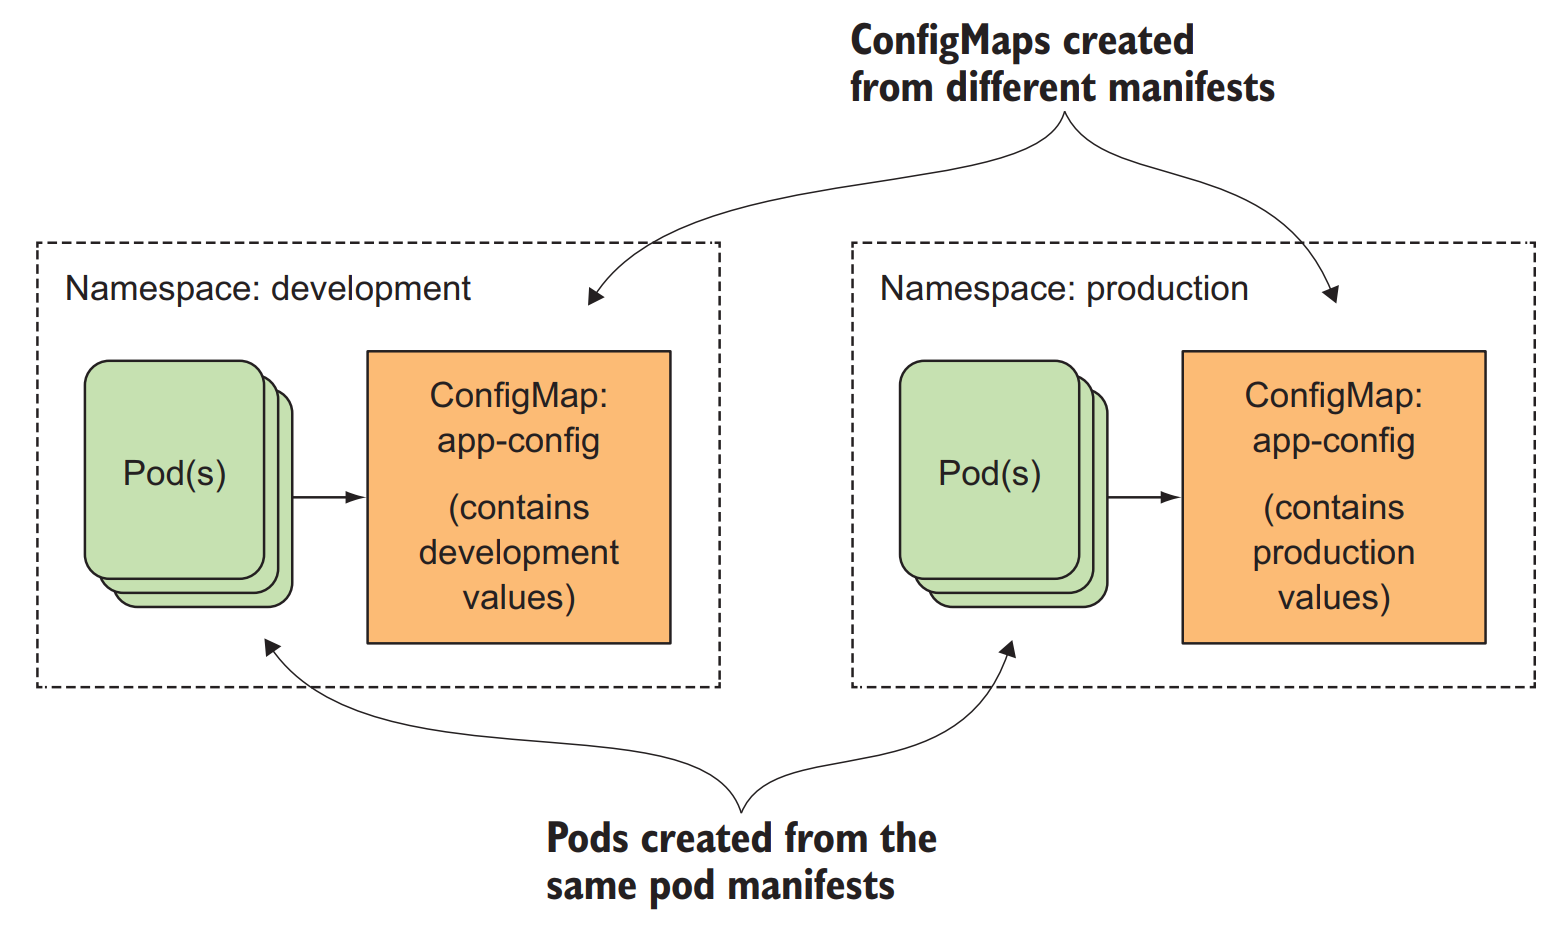 ConfigMaps created
from different manifests
Namespace: development
Pod(s)
ConfigMap:
app-config
(contains
development
values)
Namespace: production
Pod(s)
ConfigMap:
app-config
(contains
production
values)
Pods created from the
same pod manifests